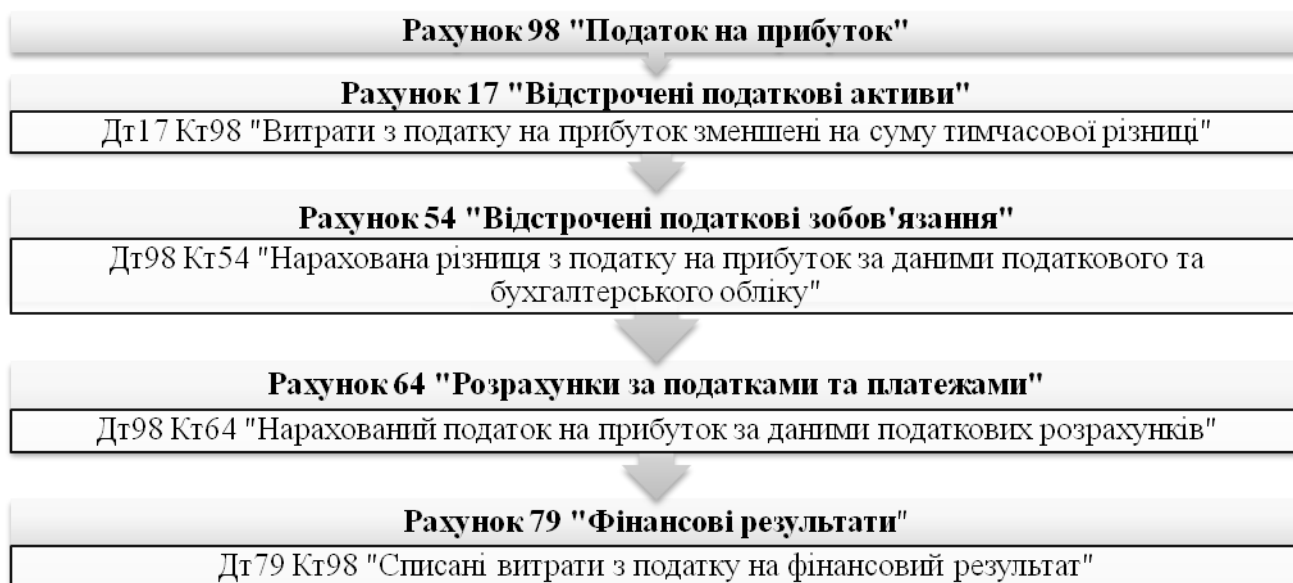 Рахунок 98 "Податок на прибуток"
Рахунок 17 "Відстрочені податкові активи"
Дт17 Кт98 "Витрати з податку на прибуток зменшені на суму тимчасової різниці"
Рахунок 54 "Відстрочені податкові зобов'язання"
Дт98 Кт54 "Нарахована різниця з податку на прибуток за даними податкового та
бухгалтерського обліку"
Рахунок 64 "Розрахунки за податками та платежами"
Дт98 Кт64 "Нарахований податок на прибуток за даними податкових розрахунків"
Рахунок 79 "Фінансові результати"
Дт79 Кт98 "Списані витрати з податку на фінансовий результат"